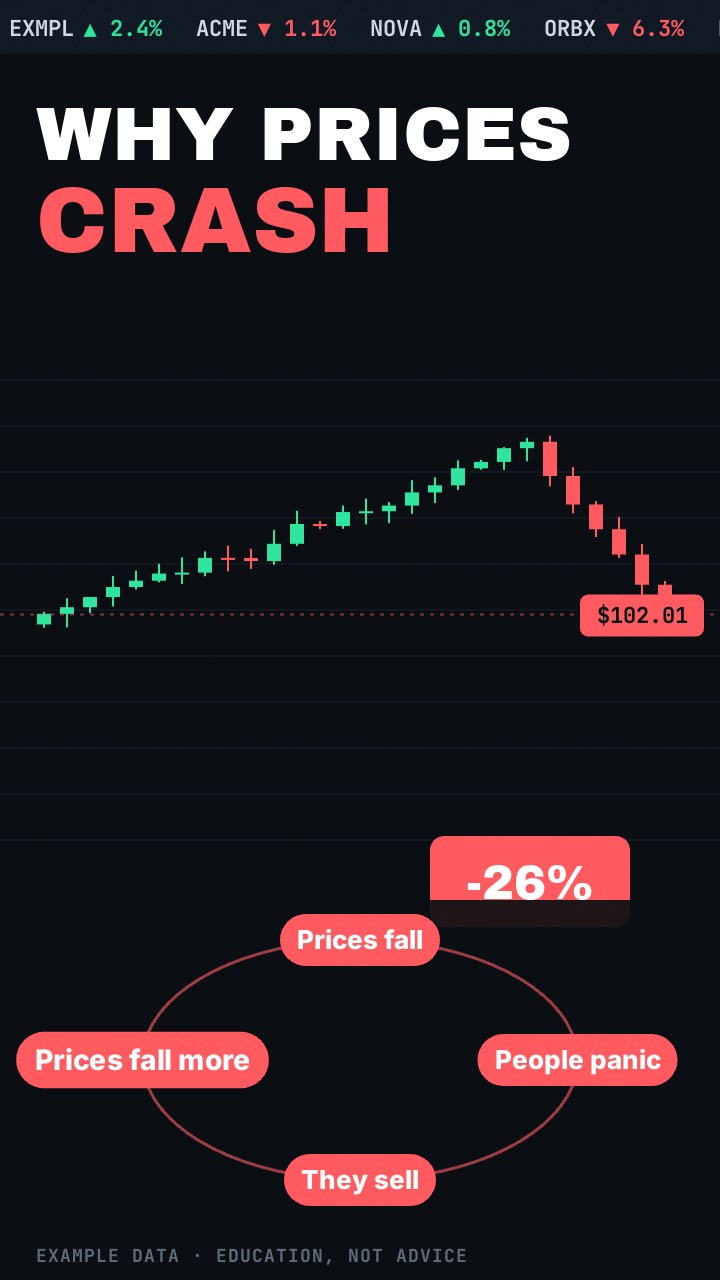 EXMPL ▲ 2.4% ACME ▼ 1.1% NOVA ▲ 0.8% ORBX ▼ 6.3%
WHY PRICES
CRASH
$102.01
-26%
Prices fall
Prices fall more
People panic
They sell
EXAMPLE DATA · EDUCATION, NOT ADVICE